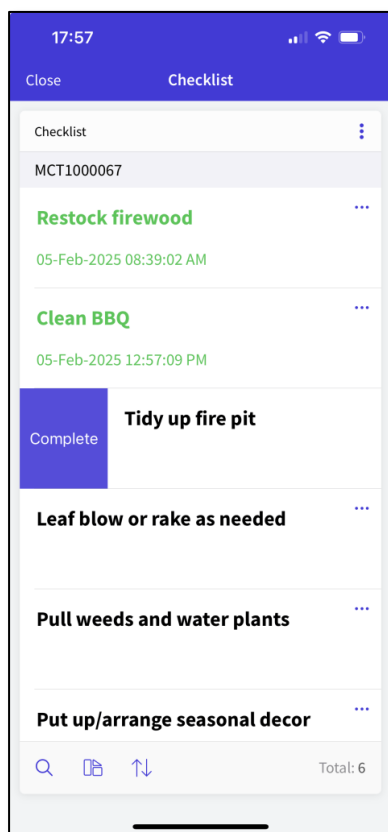 17:57
Close Checklist
Checklist
MCT1000067
Restock firewood
05-Feb-2025 08:39:02 AM
Clean BBQ
05-Feb-2025 12:57:09 PM
Complete
Tidy up fire pit
Leaf blow or rake as needed
Pull weeds and water plants
Put up/arrange seasonal decor
Total: 6